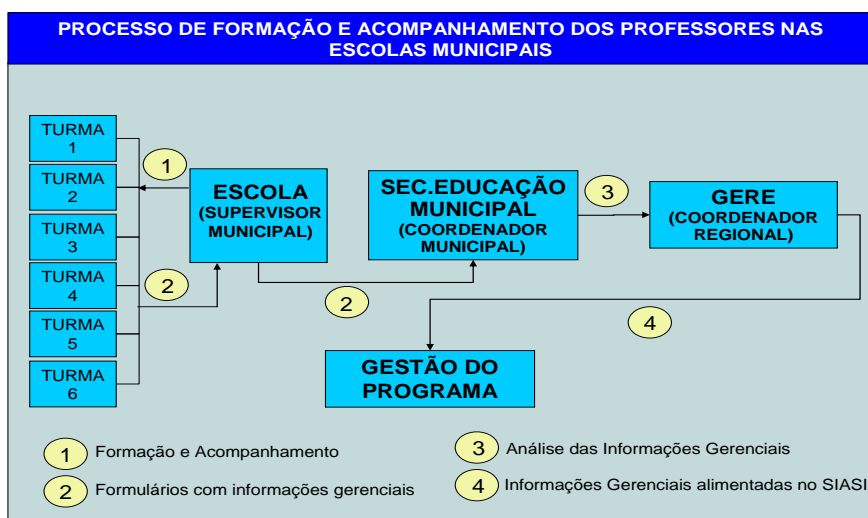 PROCESSO DE FORMAÇÃO E ACOMPANHAMENTO DOS PROFESSORES NAS
ESCOLAS MUNICIPAIS
TURMA
1
TURMA
2
TURMA
3
TURMA
4
TURMA
5
TURMA
6
1
2
ESCOLA
(SUPERVISOR
MUNICIPAL)
2
SEC.EDUCAÇÃO
MUNICIPAL
(COORDENADOR
MUNICIPAL)
3
GERE
(COORDENADOR
REGIONAL)
4
GESTÃO DO
PROGRAMA
1 Formação e Acompanhamento
2 Formulários com informações gerenciais
3 Análise das Informações Gerenciais
4 Informações Gerenciais alimentadas no SIASI